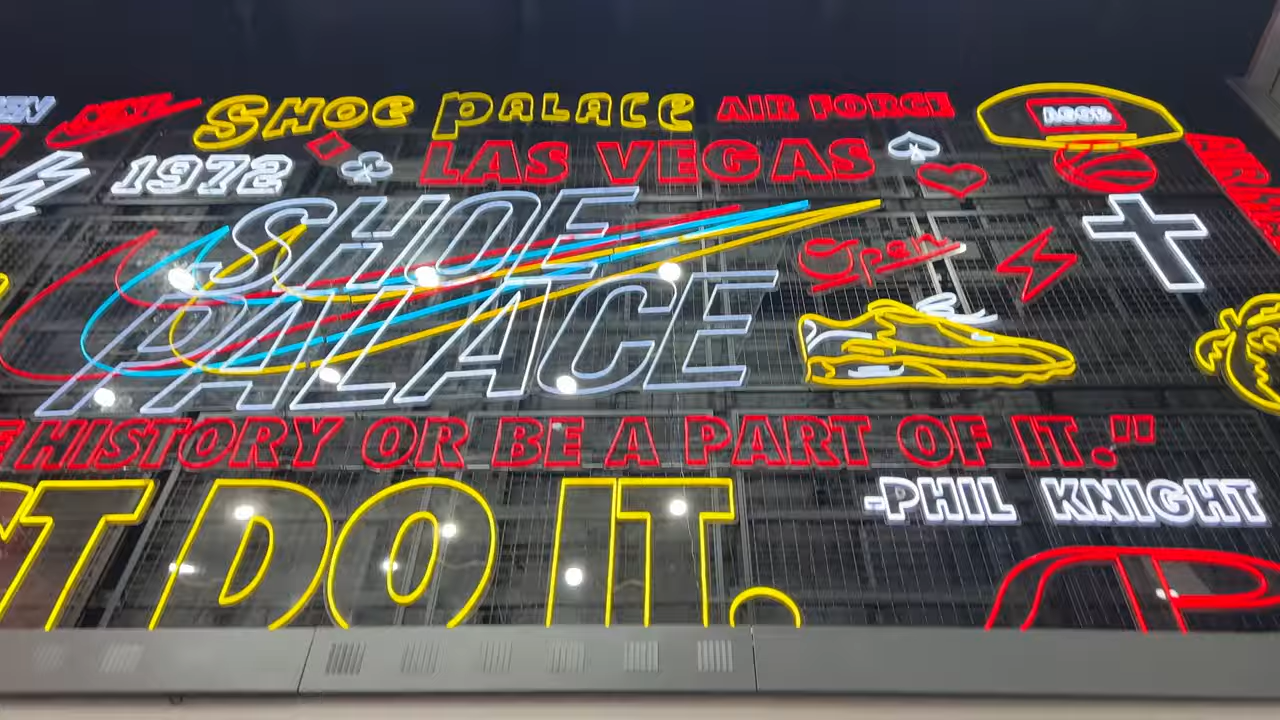 SHOE PALACE
AIR FORCE
LAS VEGAS
1972
SHOE
PALACE
Open
HISTORY OR BE A PART OF IT."
-PHIL KNIGHT
T DO IT.